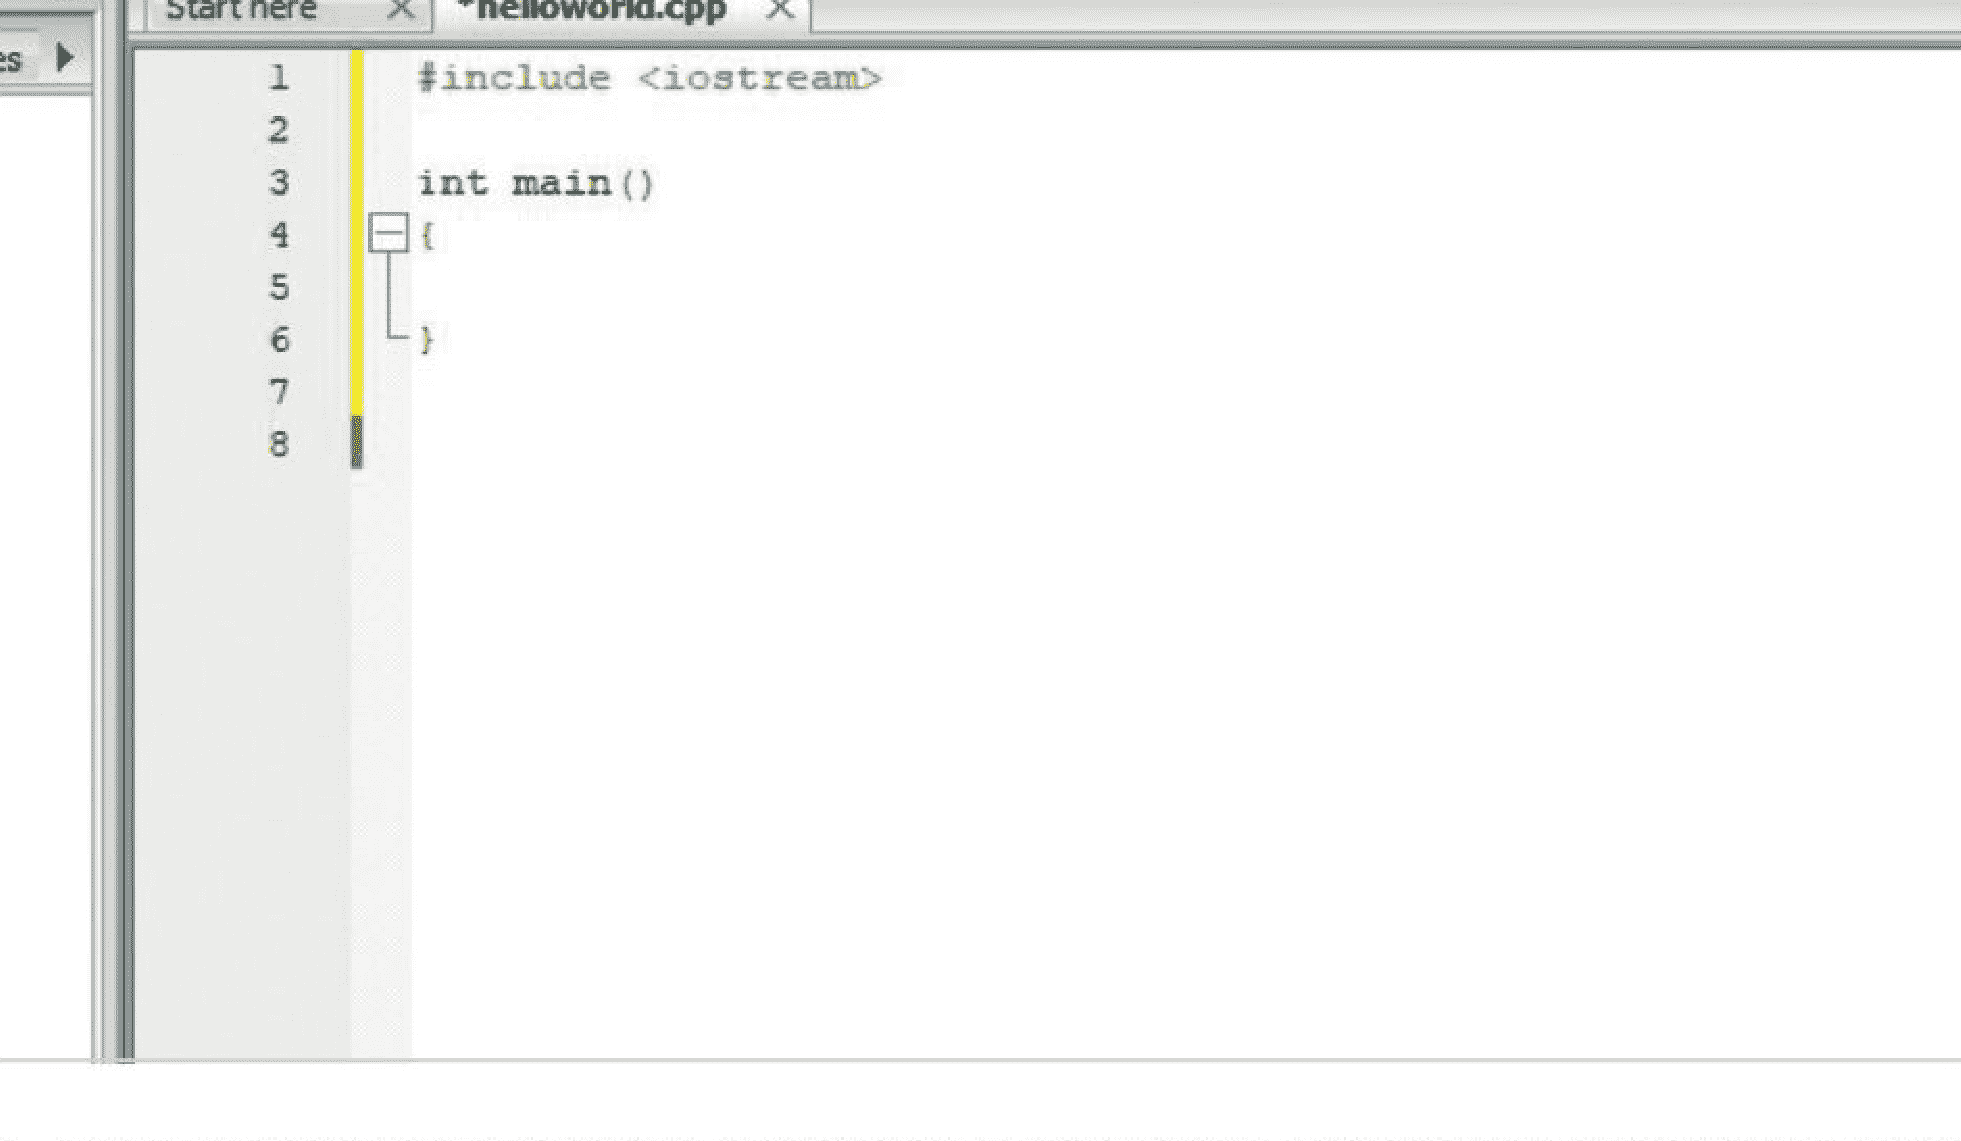 Start here *helloworld.cpp
es
1 #include <iostream>
2
3 int main()
4 {
5
6 }
7
8